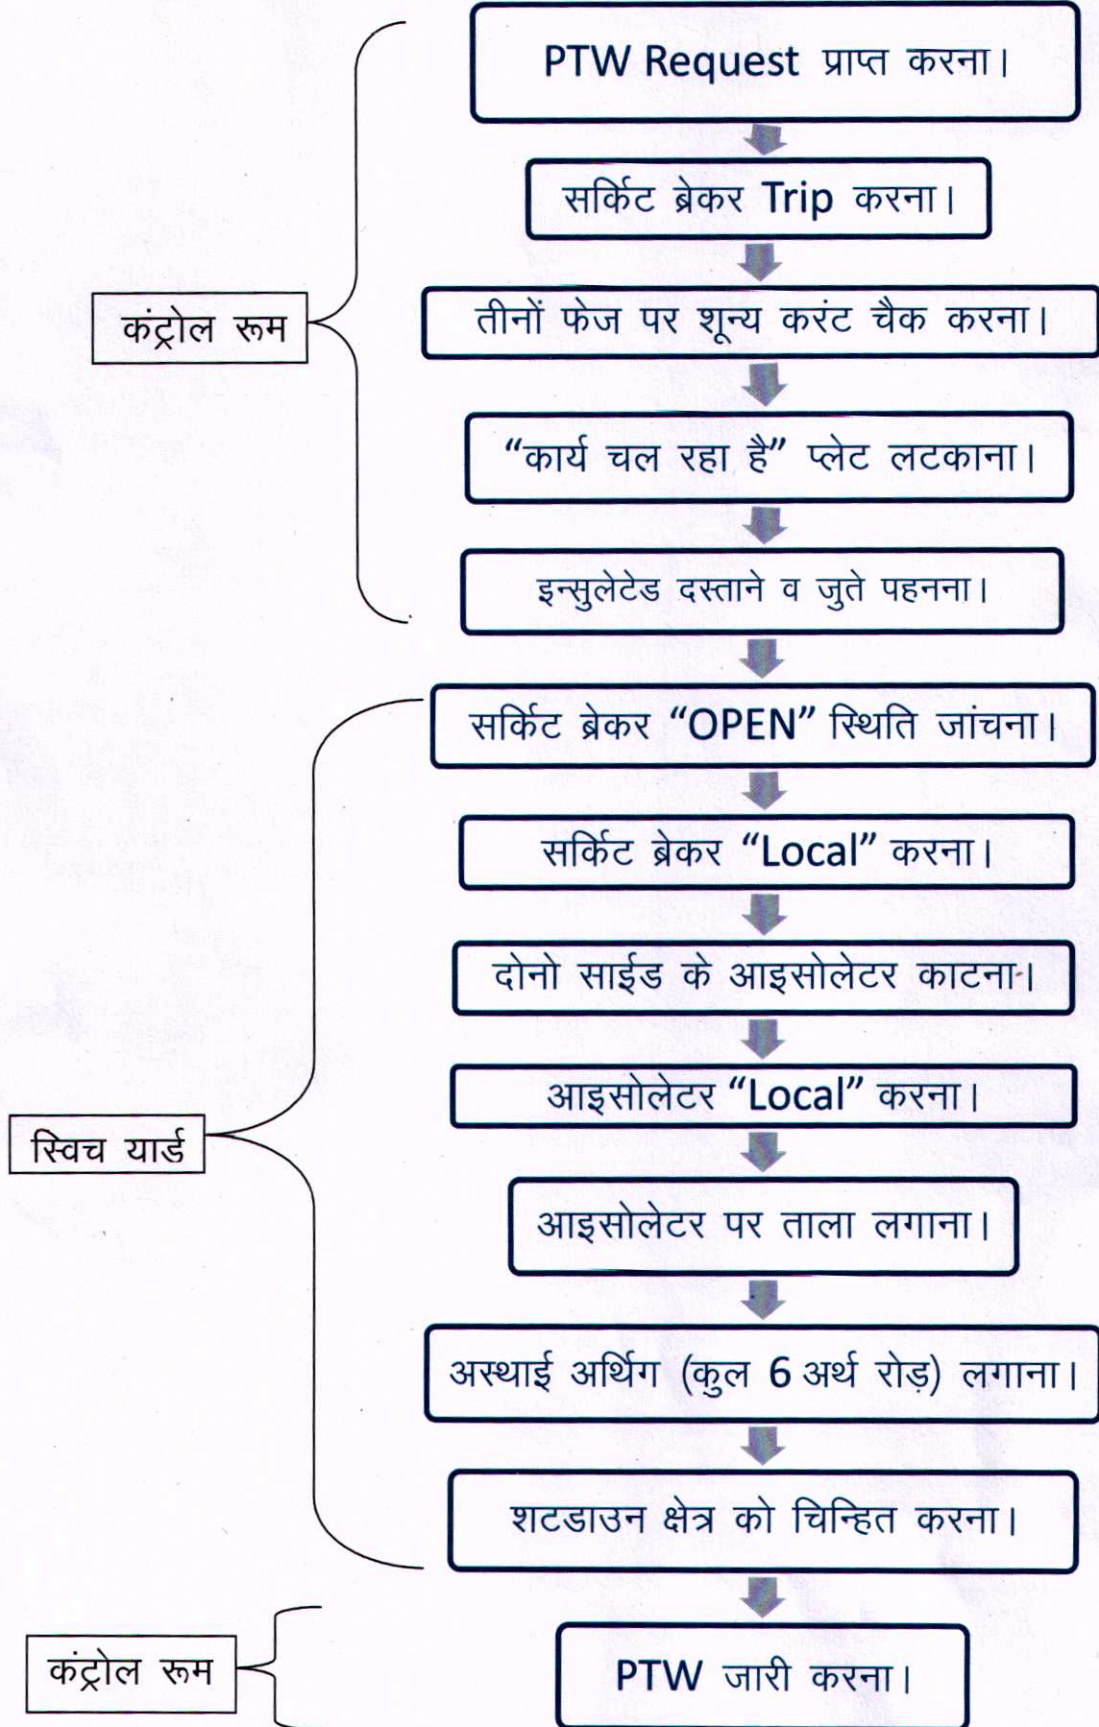 PTW Request प्राप्त करना।
सर्किट ब्रेकर Trip करना।
कंट्रोल रूम
तीनों फेज पर शून्य करंट चैक करना।
“कार्य चल रहा है” प्लेट लटकाना।
इन्सुलेटेड दस्ताने व जुते पहनना।
सर्किट ब्रेकर “OPEN” स्थिति जांचना।
सर्किट ब्रेकर “Local” करना।
दोनो साईड के आइसोलेटर काटना।
आइसोलेटर “Local” करना।
स्विच यार्ड
आइसोलेटर पर ताला लगाना।
अस्थाई अर्थिग (कुल 6 अर्थ रोड़) लगाना।
शटडाउन क्षेत्र को चिन्हित करना।
कंट्रोल रूम
PTW जारी करना।